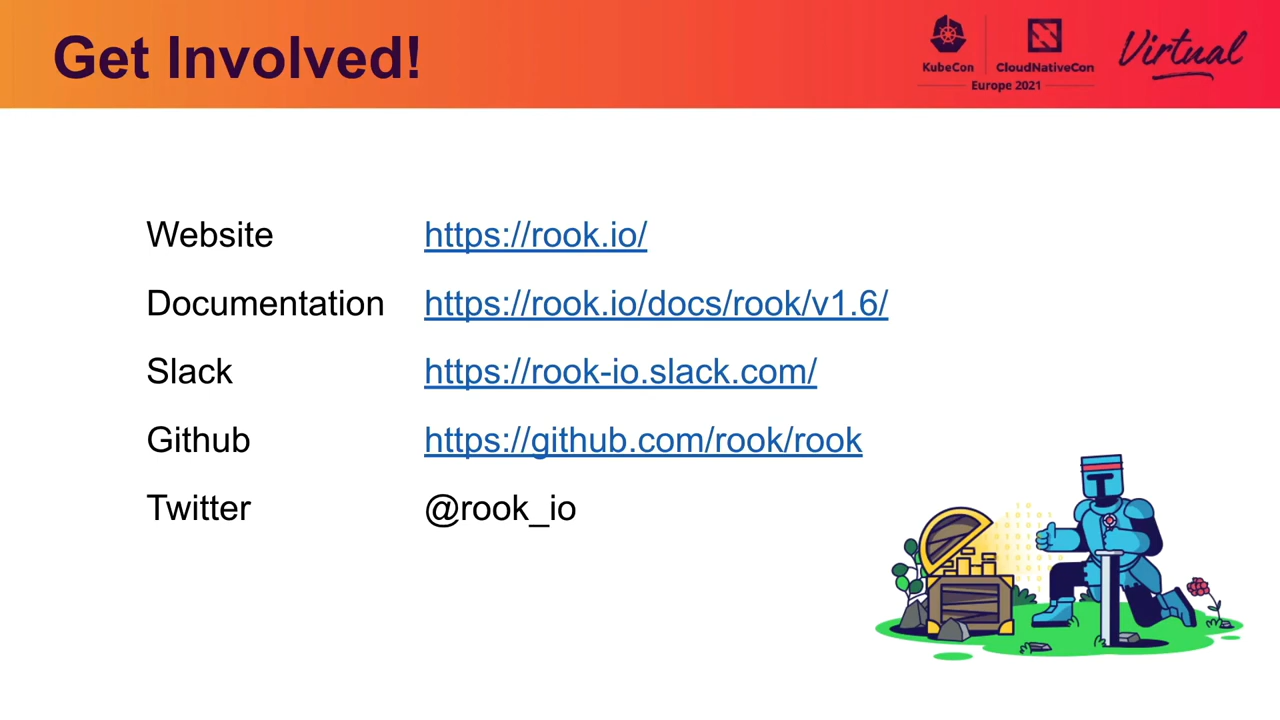 Get Involved!
KubeCon
CloudNativeCon
Europe 2021
Virtual
Website https://rook.io/
Documentation https://rook.io/docs/rook/v1.6/
Slack https://rook-io.slack.com/
Github https://github.com/rook/rook
Twitter @rook_io